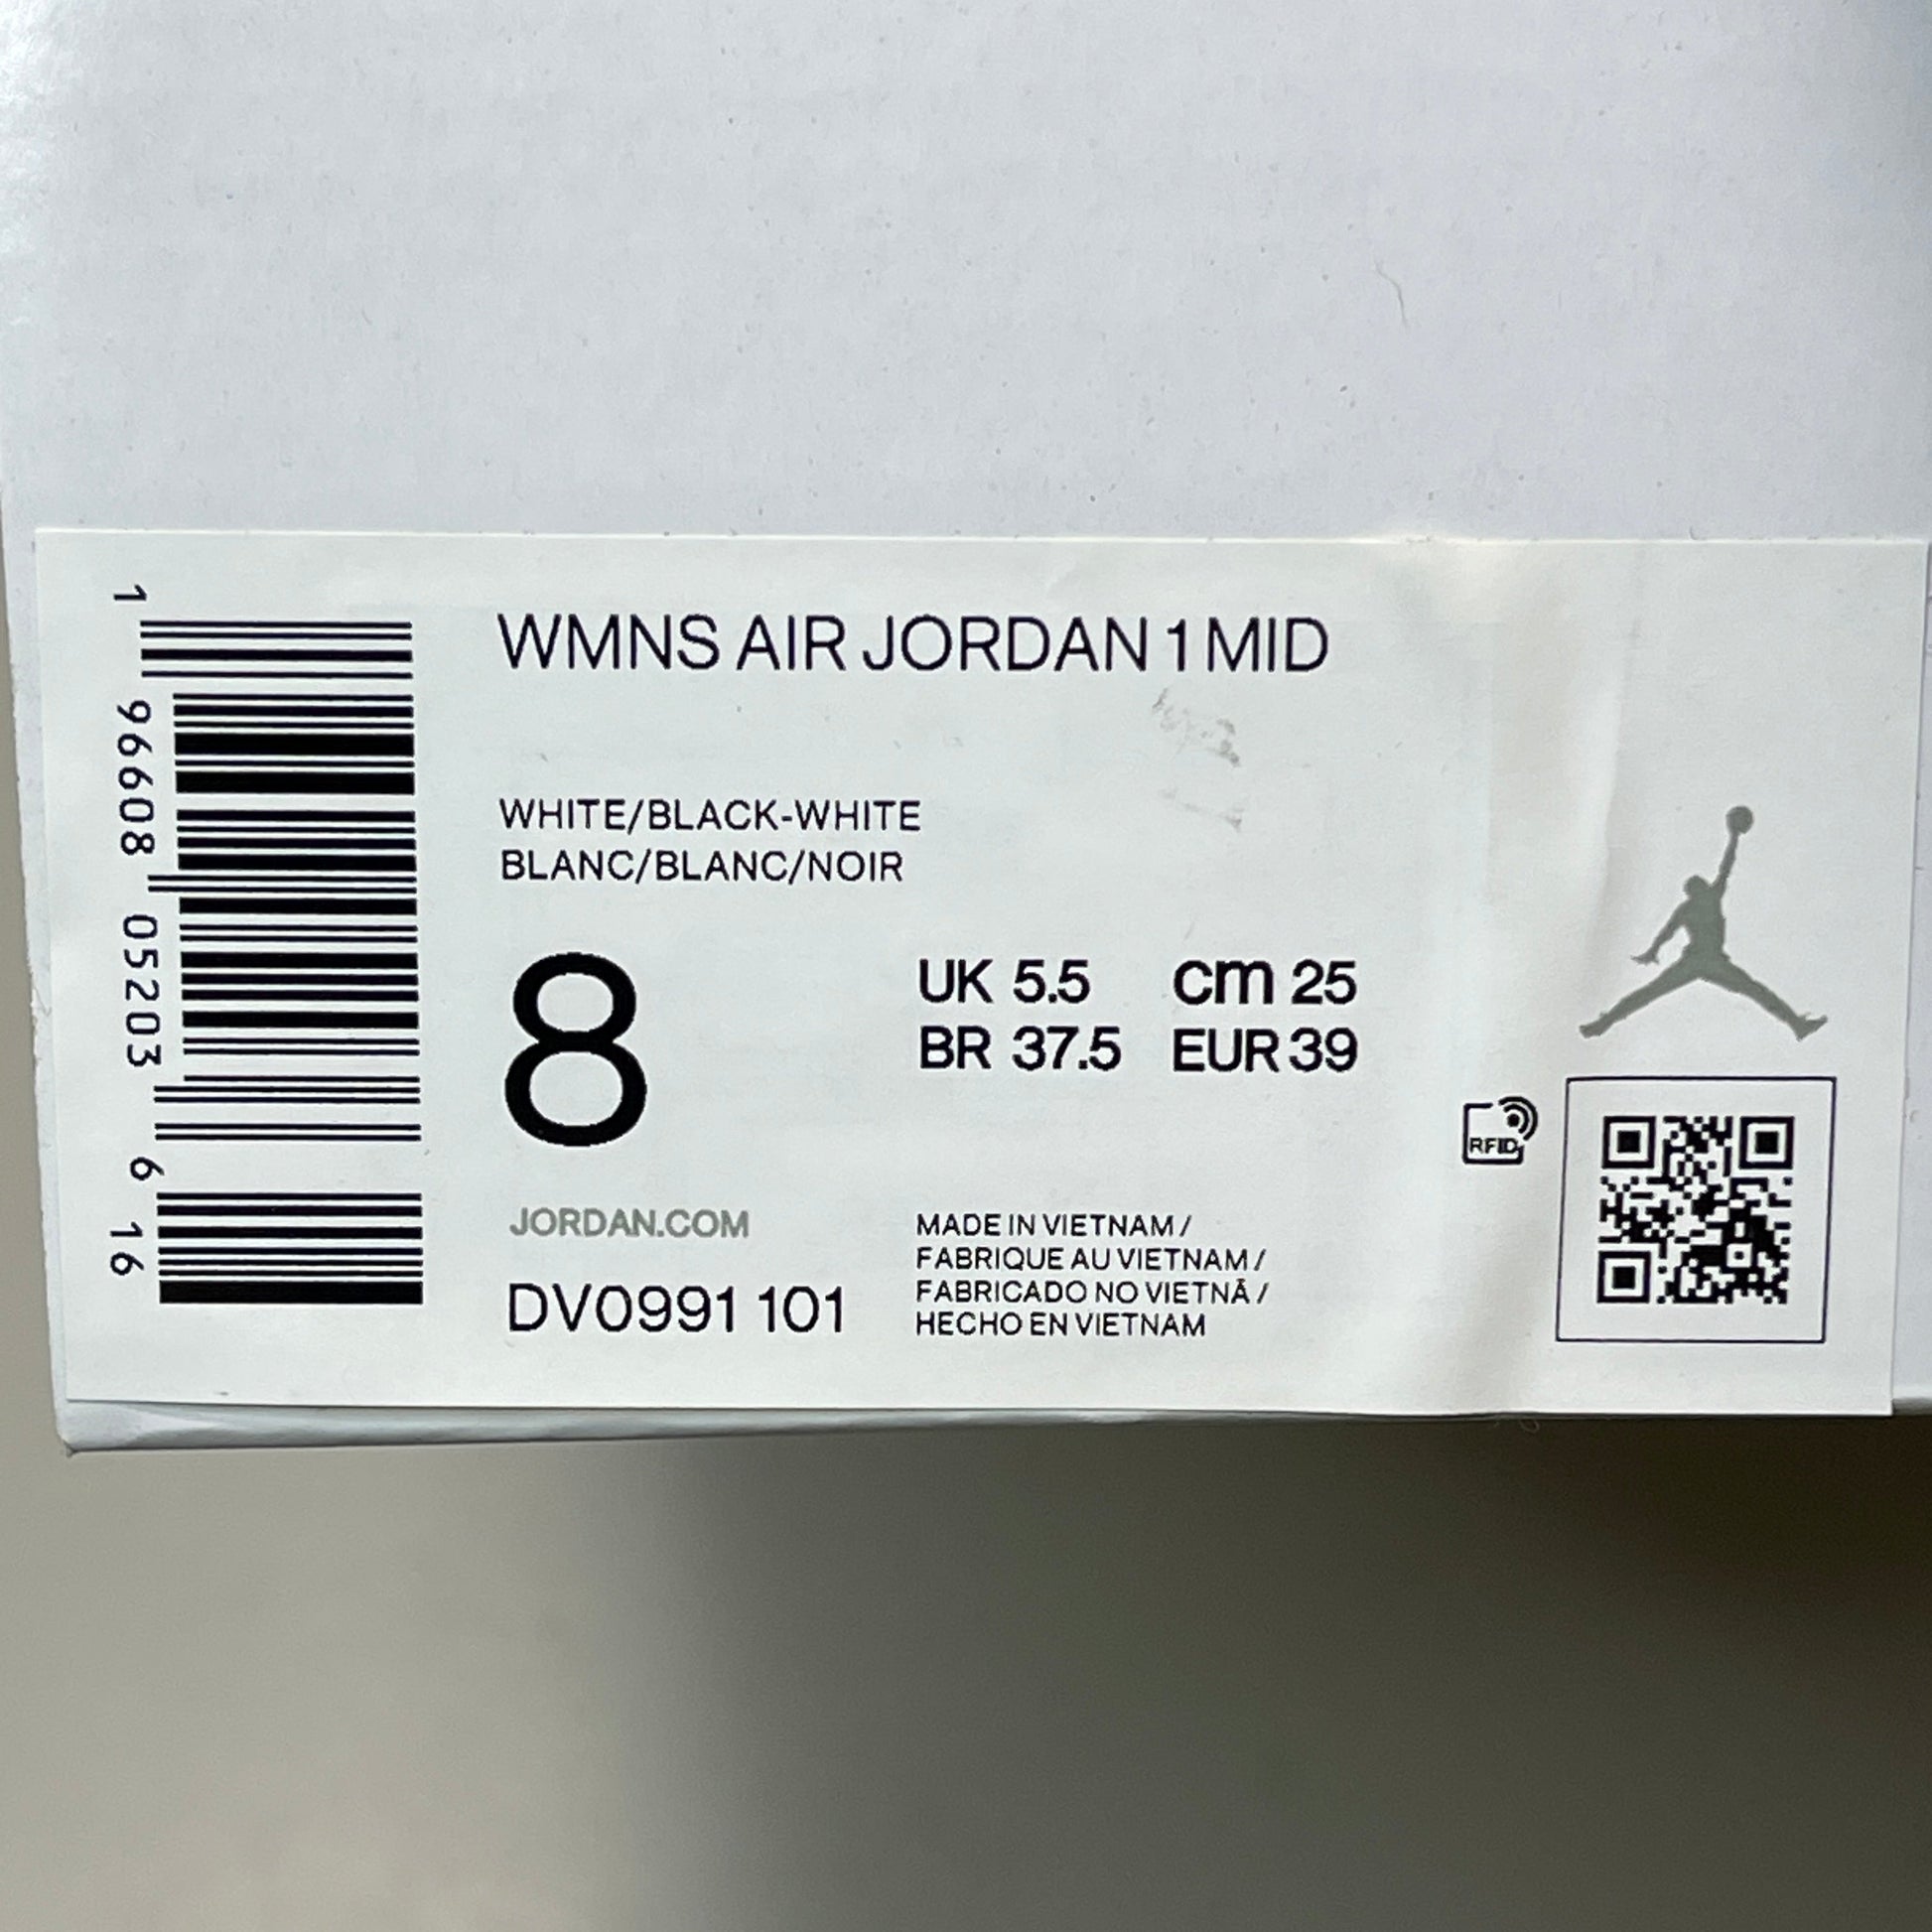 WMNS AIR JORDAN 1 MID
WHITE/BLACK-WHITE
BLANC/BLANC/NOIR
8
UK 5.5 cm 25
BR 37.5 EUR 39
RFID
JORDAN.COM
DV0991 101
MADE IN VIETNAM /
FABRIQUE AU VIETNAM /
FABRICADO NO VIETNÃ /
HECHO EN VIETNAM
1 96608 05203 6 16